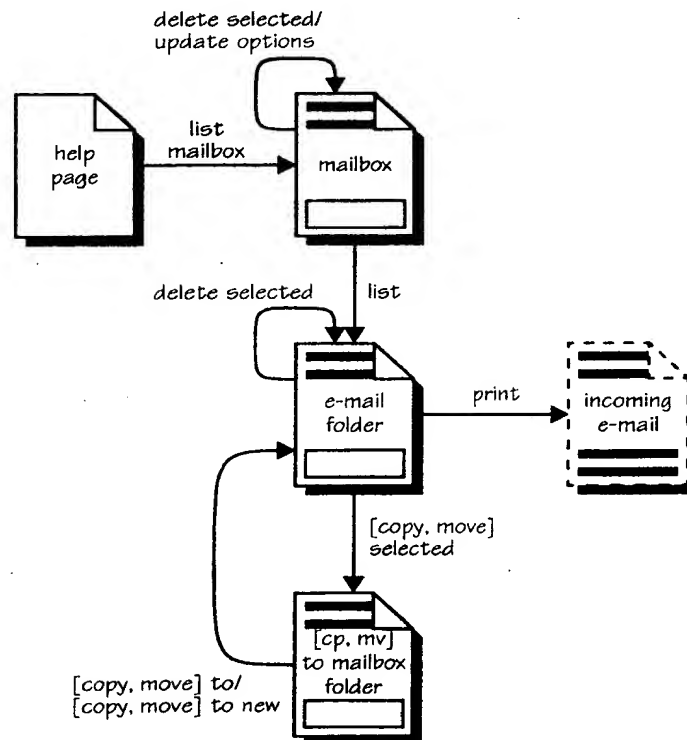 delete selected/
update options
help
page
list
mailbox
mailbox
delete selected
list
e-mail
folder
print
incoming
e-mail
[copy, move]
selected
[cp, mv]
to mailbox
folder
[copy, move] to/
[copy, move] to new